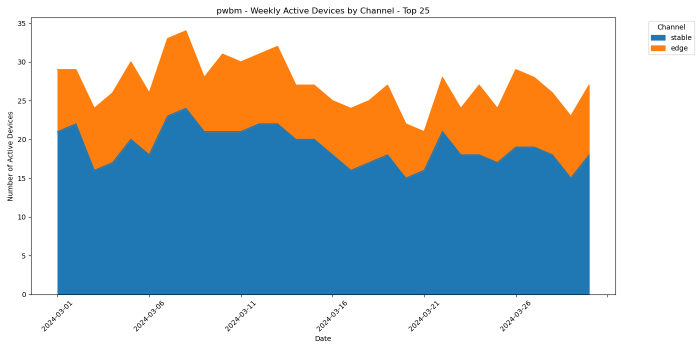 pwbm - Weekly Active Devices by Channel - Top 25
Channel
stable
edge
Number of Active Devices
35
30
25
20
15
10
5
0
2024-03-01
2024-03-06
2024-03-11
2024-03-16
2024-03-21
2024-03-26
Date